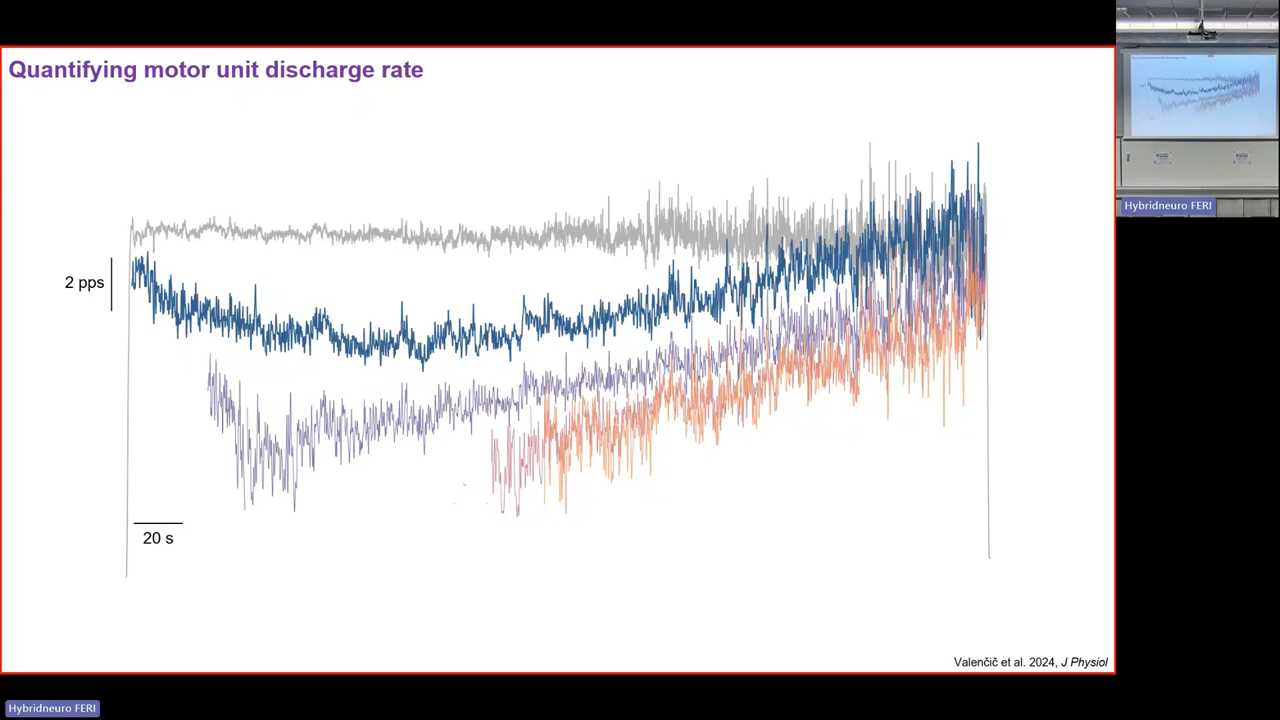 Quantifying motor unit discharge rate
2 pps
20 s
Valenčič et al. 2024, J Physiol
Hybridneuro FERI
Hybridneuro FERI